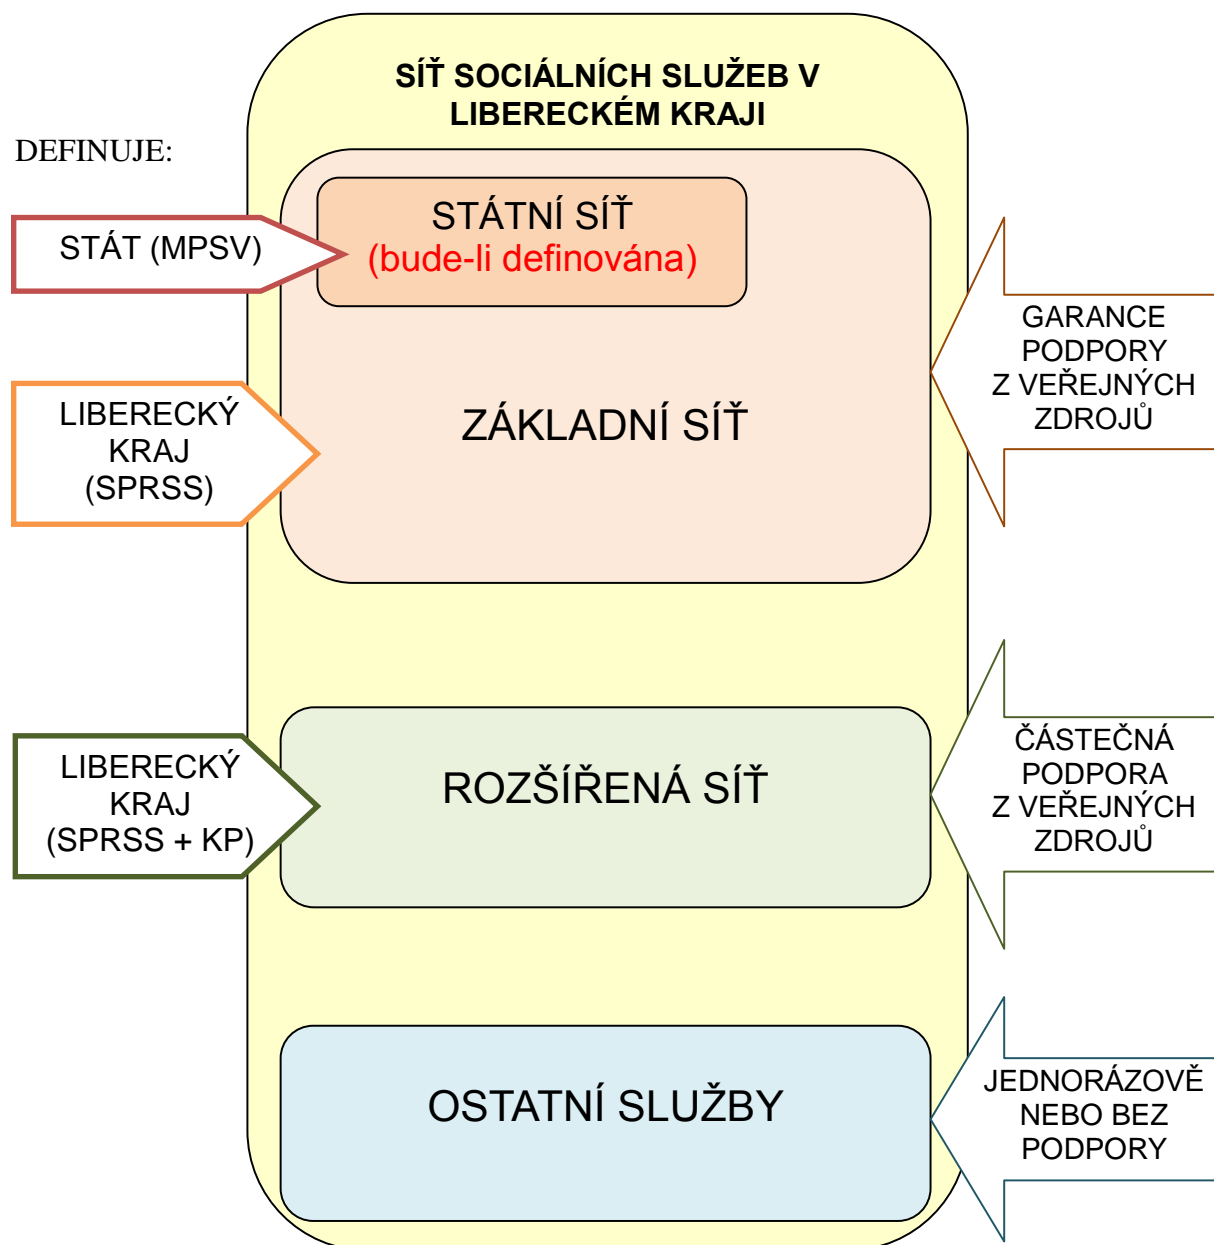 SÍŤ SOCIÁLNÍCH SLUŽEB V
LIBERECKÉM KRAJI
DEFINUJE:
STÁT (MPSV)
STÁTNÍ SÍŤ
(bude-li definována)
LIBERECKÝ
KRAJ
(SPRSS)
ZÁKLADNÍ SÍŤ
GARANCE
PODPORY
Z VEŘEJNÝCH
ZDROJŮ
LIBERECKÝ
KRAJ
(SPRSS + KP)
ROZŠÍŘENÁ SÍŤ
ČÁSTEČNÁ
PODPORA
Z VEŘEJNÝCH
ZDROJŮ
OSTATNÍ SLUŽBY
JEDNORÁZOVĚ
NEBO BEZ
PODPORY